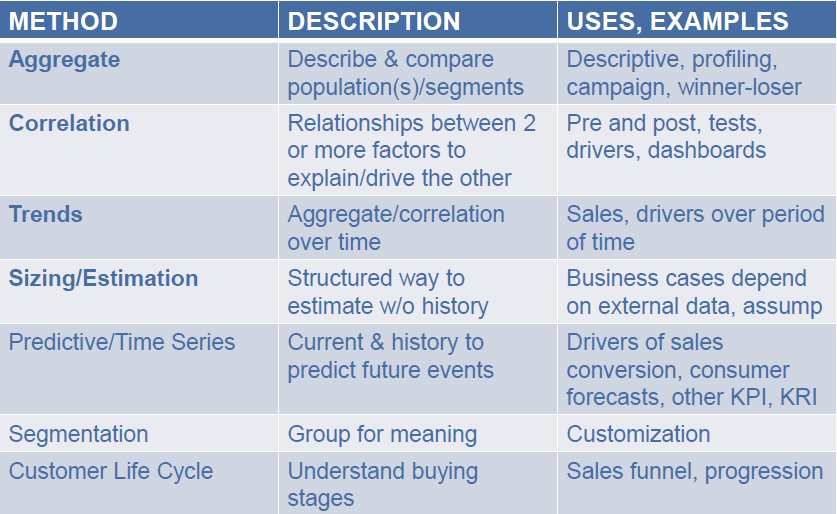 METHOD DESCRIPTION USES, EXAMPLES
Aggregate Describe & compare Descriptive, profiling,
population(s)/segments campaign, winner-loser
Correlation Relationships between 2 Pre and post, tests,
or more factors to drivers, dashboards
explain/drive the other
Trends Aggregate/correlation Sales, drivers over period
over time of time
Sizing/Estimation Structured way to Business cases depend
estimate w/o history on external data, assump
Predictive/Time Series Current & history to Drivers of sales
predict future events conversion, consumer
forecasts, other KPI, KRI
Segmentation Group for meaning Customization
Customer Life Cycle Understand buying Sales funnel, progression
stages